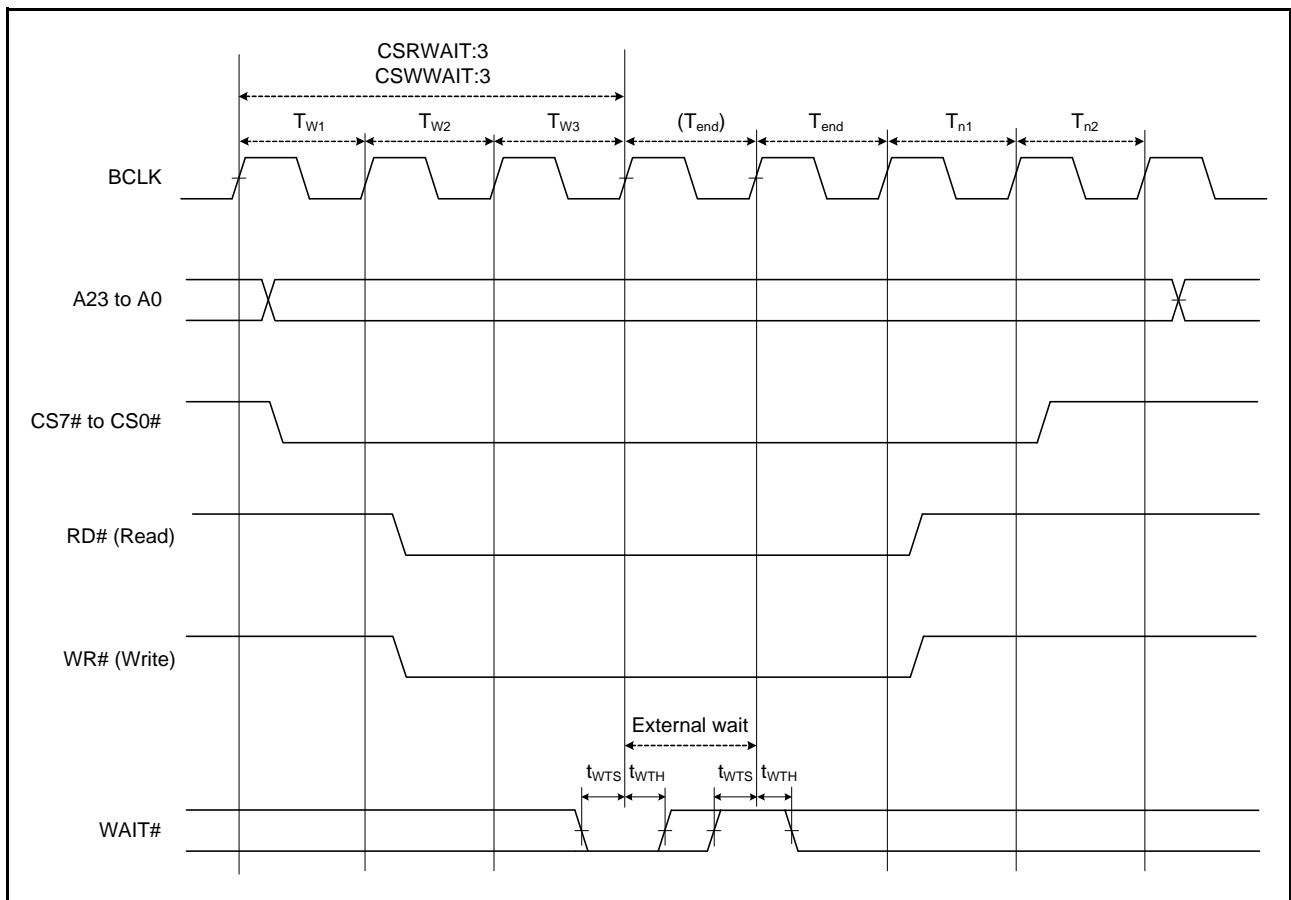 CSRWAIT:3
CSWWAIT:3
TW1 TW2 TW3 (Tend) Tend Tn1 Tn2
BCLK
A23 to A0
CS7# to CS0#
RD# (Read)
WR# (Write)
External wait
tWTS tWTH tWTS tWTH
WAIT#